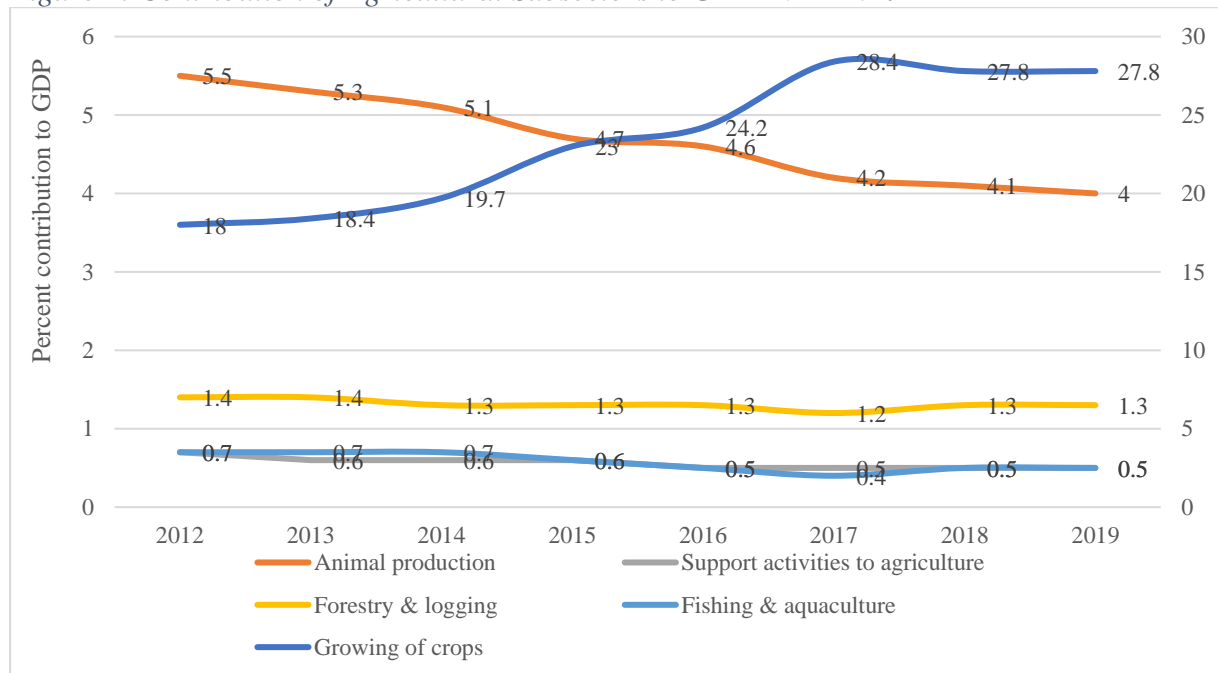 Contribution of Agricultural Subsectors to
Percent contribution to GDP
6 30
5.5 5.3 5.1 4.7 4.6 4.2 4.1 4
28.4 27.8 27.8
5 25
18 18.4 19.7 23 24.2
4 20
3 15
2 10
1.4 1.4 1.3 1.3 1.3 1.2 1.3 1.3
1 5
0.7 0.7 0.7 0.6 0.5 0.4 0.5 0.5
0.6 0.6 0.5
0 0
2012 2013 2014 2015 2016 2017 2018 2019
Animal production Support activities to agriculture
Forestry & logging Fishing & aquaculture
Growing of crops